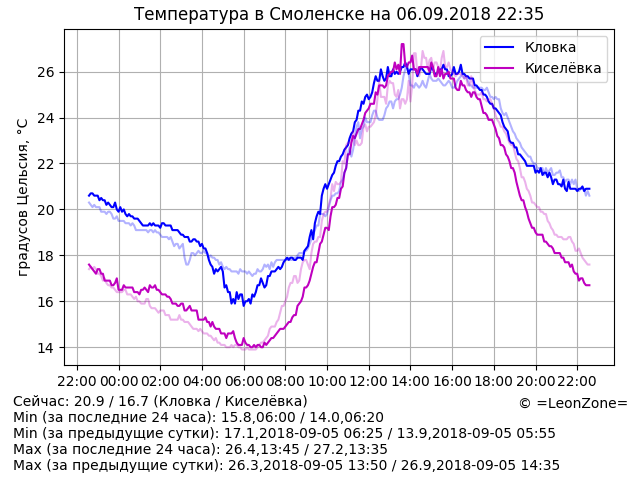 Температура в Смоленске на 06.09.2018 22:35
Кловка
Киселёвка
градусов Цельсия, °C
26
24
22
20
18
16
14
22:00 00:00 02:00 04:00 06:00 08:00 10:00 12:00 14:00 16:00 18:00 20:00 22:00
Сейчас: 20.9 / 16.7 (Кловка / Киселёвка)
© =LeonZone=
Min (за последние 24 часа): 15.8,06:00 / 14.0,06:20
Min (за предыдущие сутки): 17.1,2018-09-05 06:25 / 13.9,2018-09-05 05:55
Max (за последние 24 часа): 26.4,13:45 / 27.2,13:35
Max (за предыдущие сутки): 26.3,2018-09-05 13:50 / 26.9,2018-09-05 14:35